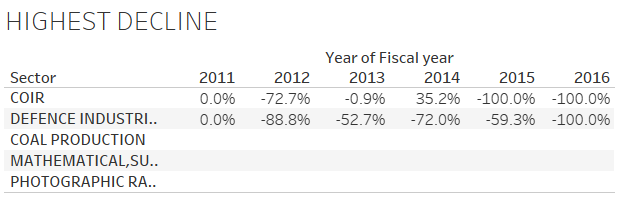 HIGHEST DECLINE
Year of Fiscal year
Sector 2011 2012 2013 2014 2015 2016
COIR 0.0% -72.7% -0.9% 35.2% -100.0% -100.0%
DEFENCE INDUSTRI.. 0.0% -88.8% -52.7% -72.0% -59.3% -100.0%
COAL PRODUCTION
MATHEMATICAL,SU..
PHOTOGRAPHIC RA..